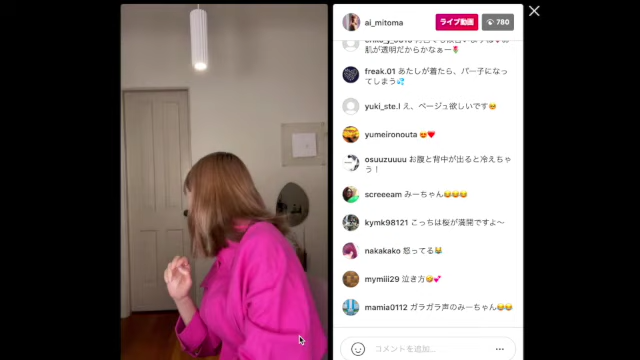 ai_mitoma
ライブ動画
780
肌が透明だからかなぁー🌷
freak.01 あたしが着たら、パー子になっ
てしまう💦
yuki_ste.l え、ベージュ欲しいです🥺
yumeironouta 😍❤️
osuuzuuuu お腹と背中が出ると冷えちゃ
う！
screeeam みーちゃん😂😂😂
kymk98121 こっちは桜が満開ですよ〜
nakakako 怒ってる😹
mymiii29 泣き方🤣💕
mamia0112 ガラガラ声のみーちゃん😂😂
コメントを追加...